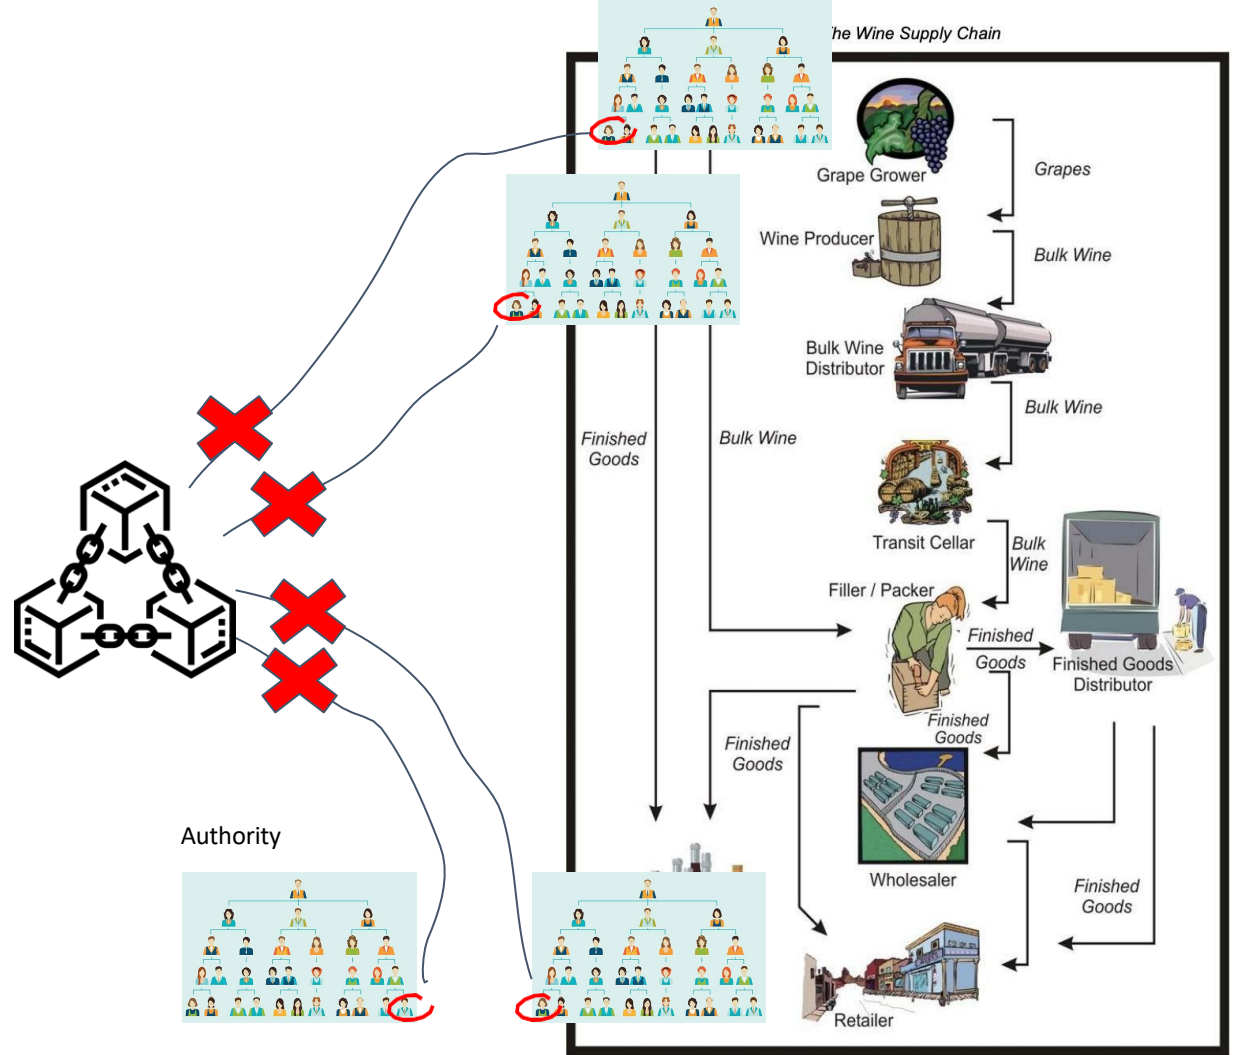 he Wine Supply Chain
Grape Grower
Grapes
Wine Producer
Bulk Wine
Bulk Wine
Distributor
Bulk Wine
Finished
Goods
Bulk Wine
Transit Cellar
Bulk
Wine
Filler / Packer
Finished
Goods
Finished Goods
Distributor
Finished
Goods
Finished
Goods
Authority
Wholesaler
Finished
Goods
Retailer